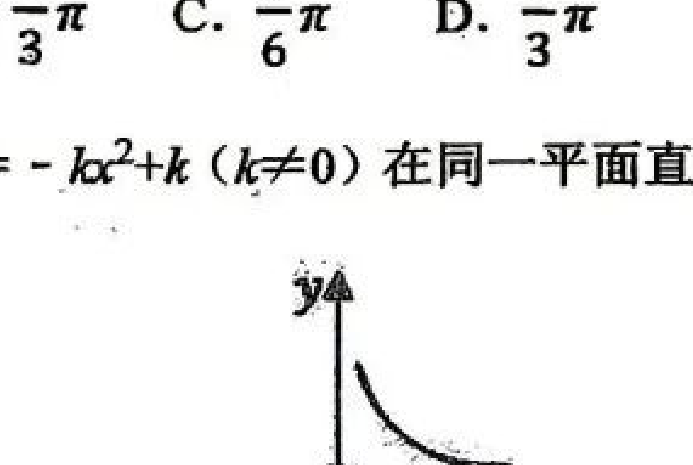 3π C. 6π D. 3π
= - kx²+k（k≠0）在同一平面直
y